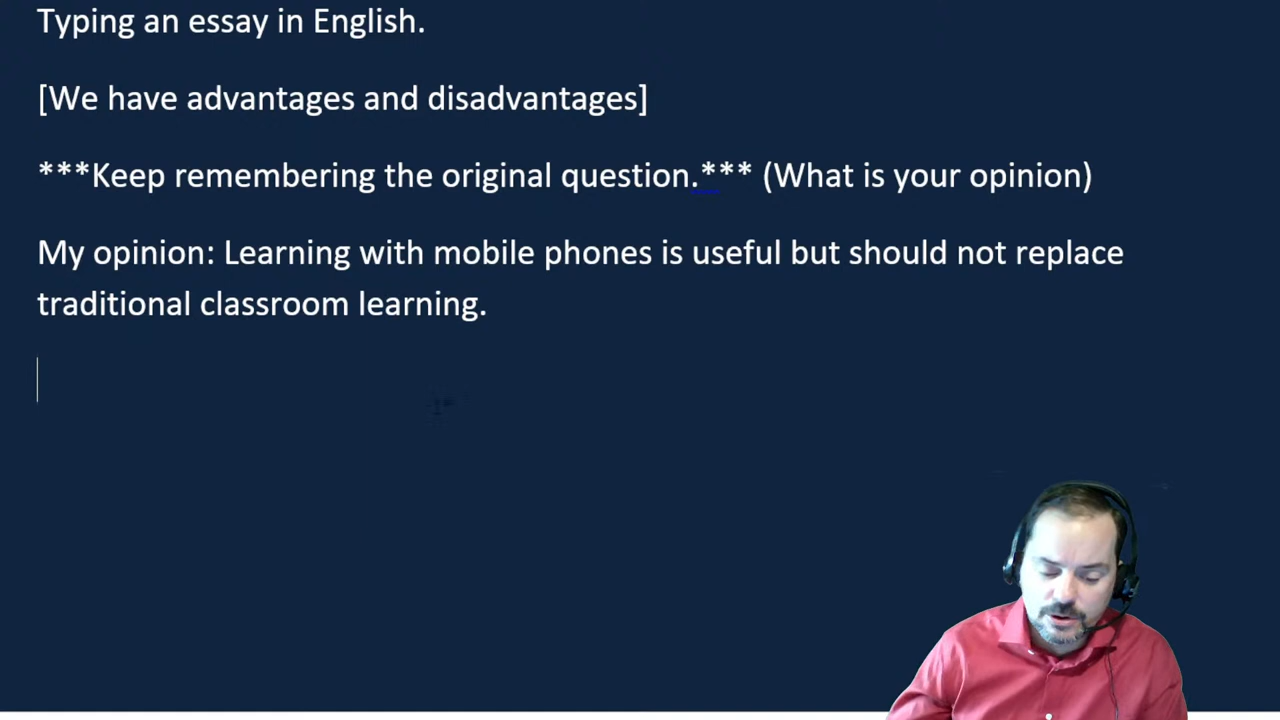 Typing an essay in English.
[We have advantages and disadvantages]
***Keep remembering the original question.*** (What is your opinion)
My opinion: Learning with mobile phones is useful but should not replace
traditional classroom learning.